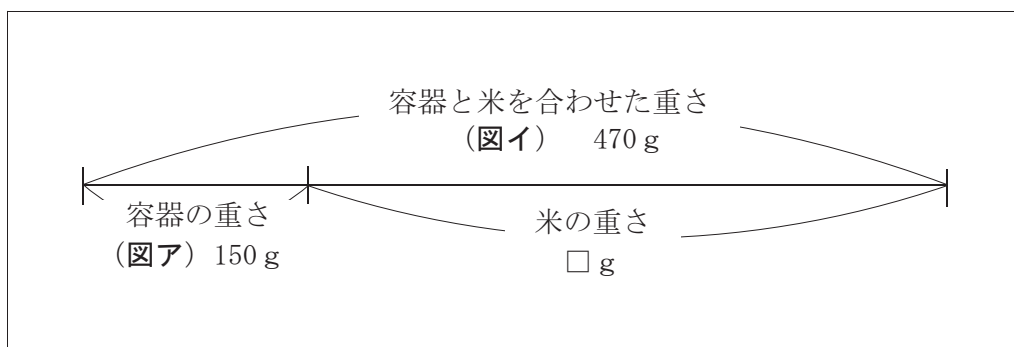 容器と米を合わせた重さ
（図イ）　470 g
容器の重さ
（図ア）150 g
米の重さ
□ g